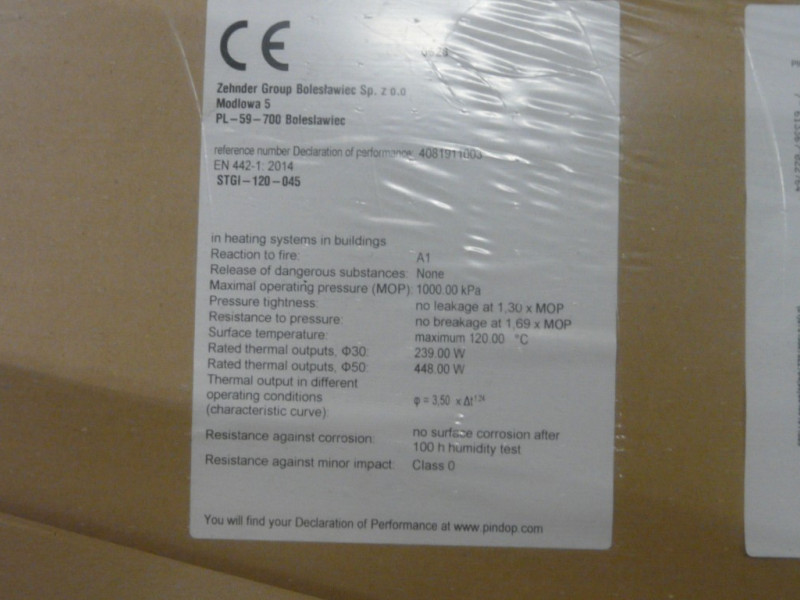 CE
Zehnder Group Bolesławiec Sp. z o.o
Modłowa 5
PL-59-700 Bolesławiec
reference number Declaration of performance 4081911003
EN 442-1: 2014
STGI-120-045
in heating systems in buildings
Reaction to fire: A1
Release of dangerous substances: None
Maximal operating pressure (MOP): 1000.00 kPa
Pressure tightness: no leakage at 1,30 x MOP
Resistance to pressure: no breakage at 1,69 x MOP
Surface temperature: maximum 120.00 °C
Rated thermal outputs, Φ30: 239.00 W
Rated thermal outputs, Φ50: 448.00 W
Thermal output in different
operating conditions φ = 3,50 x Δt
(characteristic curve):
Resistance against corrosion: no surface corrosion after
100 h humidity test
Resistance against minor impact: Class 0
You will find your Declaration of Performance at www.pindop.com